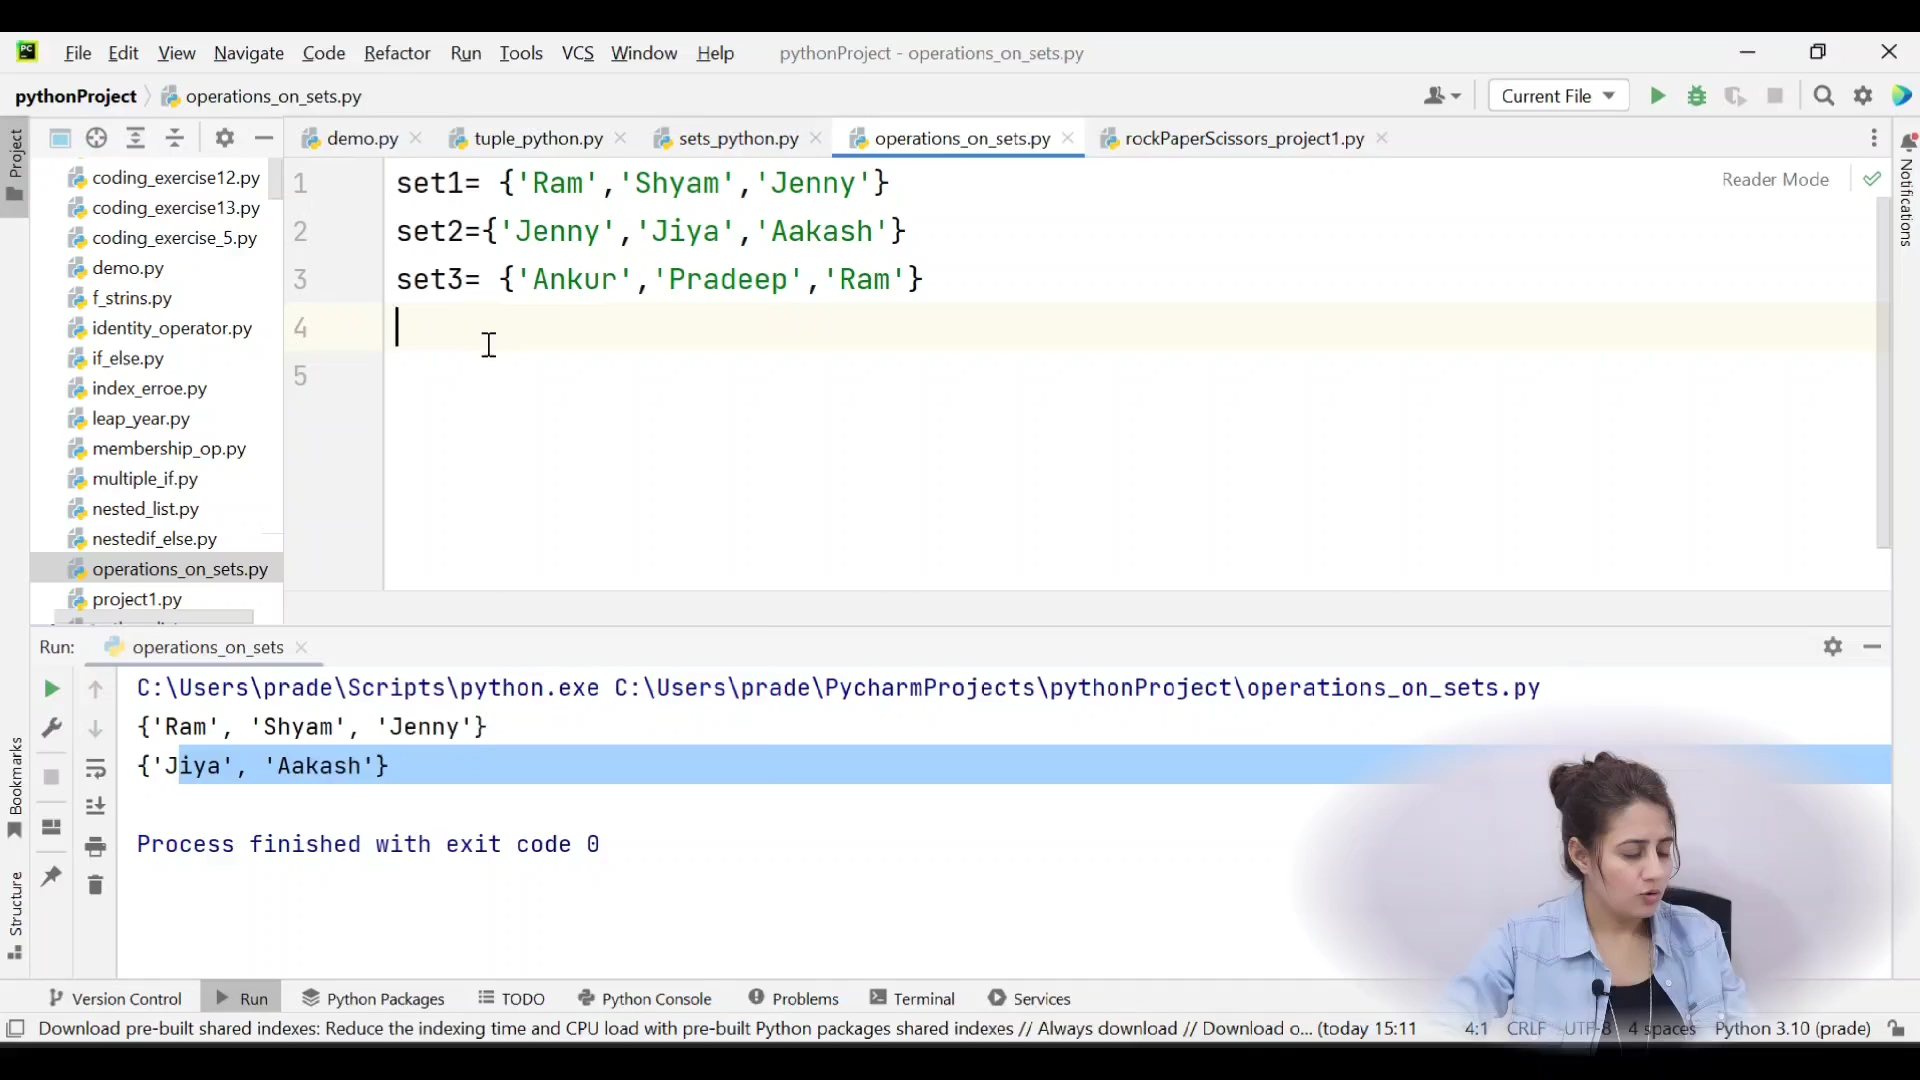 PC File Edit View Navigate Code Refactor Run Tools VCS Window Help pythonProject - operations_on_sets.py
pythonProject operations_on_sets.py Current File
Project
demo.py tuple_python.py sets_python.py operations_on_sets.py rockPaperScissors_project1.py
coding_exercise12.py
coding_exercise13.py
coding_exercise_5.py
demo.py
f_strins.py
identity_operator.py
if_else.py
index_erroe.py
leap_year.py
membership_op.py
multiple_if.py
nested_list.py
nestedif_else.py
operations_on_sets.py
project1.py
1 set1= {'Ram','Shyam','Jenny'}
2 set2={'Jenny','Jiya','Aakash'}
3 set3= {'Ankur','Pradeep','Ram'}
4
5
Reader Mode
Notifications
Run: operations_on_sets
C:\Users\prade\Scripts\python.exe C:\Users\prade\PycharmProjects\pythonProject\operations_on_sets.py
{'Ram', 'Shyam', 'Jenny'}
{'Jiya', 'Aakash'}
Process finished with exit code 0
Bookmarks
Structure
Version Control Run Python Packages TODO Python Console Problems Terminal Services
Download pre-built shared indexes: Reduce the indexing time and CPU load with pre-built Python packages shared indexes // Always download // Download o... (today 15:11 4:1 CRLF UTF-8 4 spaces Python 3.10 (prade)